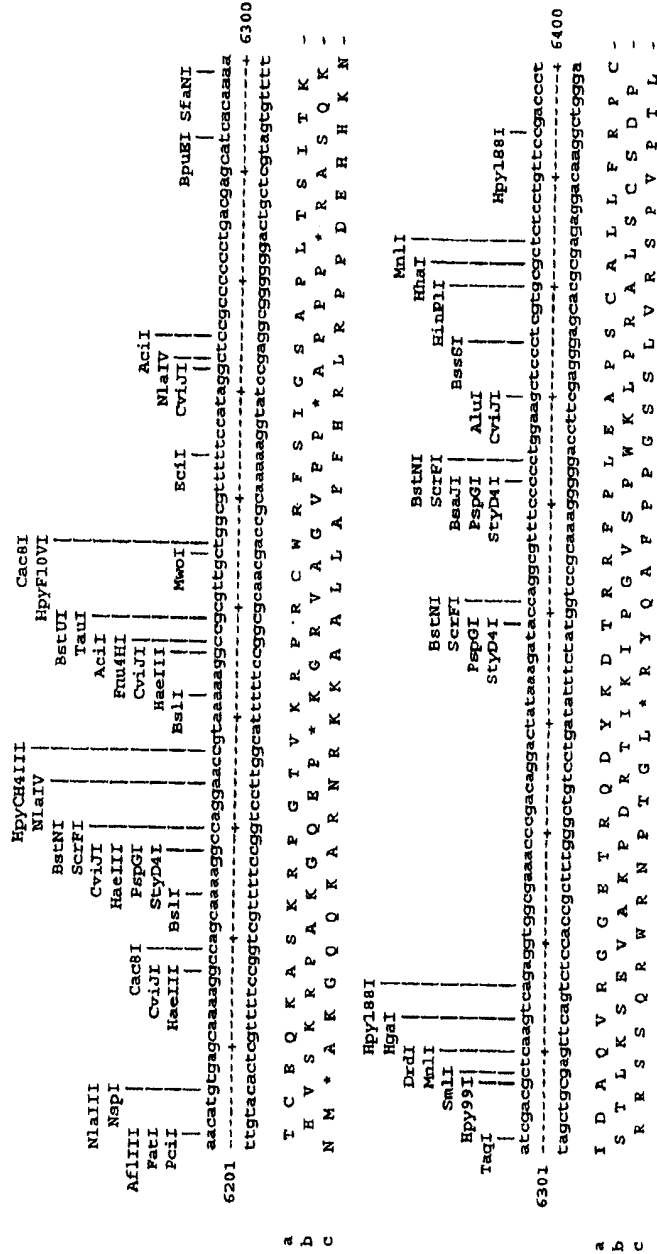 Cac8I
HpyCH4III HpyF10VI
NlaIV BstUI
BstNI TauI
ScrFI AciI
NlaIII CviJI Fnu4HI
NspI HaeIII CviJI AciI
AflIII Cac8I PspGI HaeIII NlaIV
FatI CviJI StyD4I
PciI HaeIII BslI BslI MwoI EciI CviJI BpuEI SfaNI
aacatgtgagcaaaaggccagcaaaaggccaggaaccgtaaaaaggccgcgttgctggcgtttttccataggctccgcccccctgacgagcatcacaaaa
6201 ---------+---------+---------+---------+---------+---------+---------+---------+---------+---------+ 6300
ttgtacactcgttttccggtcgttttccggtccttggcatttttccggcgcaacgaccgcaaaaaggtatccgaggcggggggactgctcgtagtgtttt
a T C E Q K A S K R P G T V K R P R C W R F S I G S A P L T S I T K -
b H V S K R P A K G Q E P * K G R V A G V F P * A P P P * R A S Q K -
c N M * A K G Q Q K A R N R K K A A L L A F F H R L R P P D E H H K N -
Hpy188I
HgaI BstNI MnlI
DrdI BstNI ScrFI HhaI
MnlI ScrFI BsaJI HinP1I
SmlI PspGI PspGI AluI BssSI
Hpy99I StyD4I StyD4I CviJI
TaqI Hpy188I
atcgacgctcaagtcagaggtggcgaaacccgacaggactataaagataccaggcgtttccccctggaagctccctcgtgcgctctcctgttccgaccct
6301 ---------+---------+---------+---------+---------+---------+---------+---------+---------+---------+ 6400
tagctgcgagttcagtctccaccgctttgggctgtcctgatatttctatggtccgcaaagggggaccttcgagggagcacgcgagaggacaaggctggga
a I D A Q V R G G E T R Q D Y K D T R R F P L E A P S C A L L F R P C -
b S T L K S E V A K P D R T I K I P G V S P W K L P R A L S C S D P -
c R R S S Q R W R N P T G L * R Y Q A F P P G S S L V R S P V P T L -